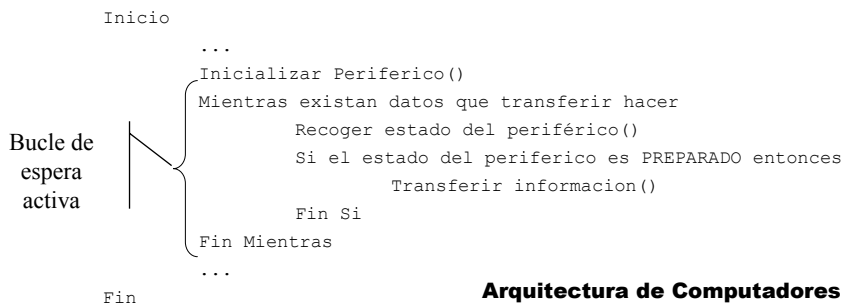 Inicio
...
Inicializar Periferico()
Mientras existan datos que transferir hacer
Recoger estado del periférico()
Si el estado del periferico es PREPARADO entonces
Transferir informacion()
Fin Si
Fin Mientras
...
Fin
Bucle de
espera
activa
Arquitectura de Computadores